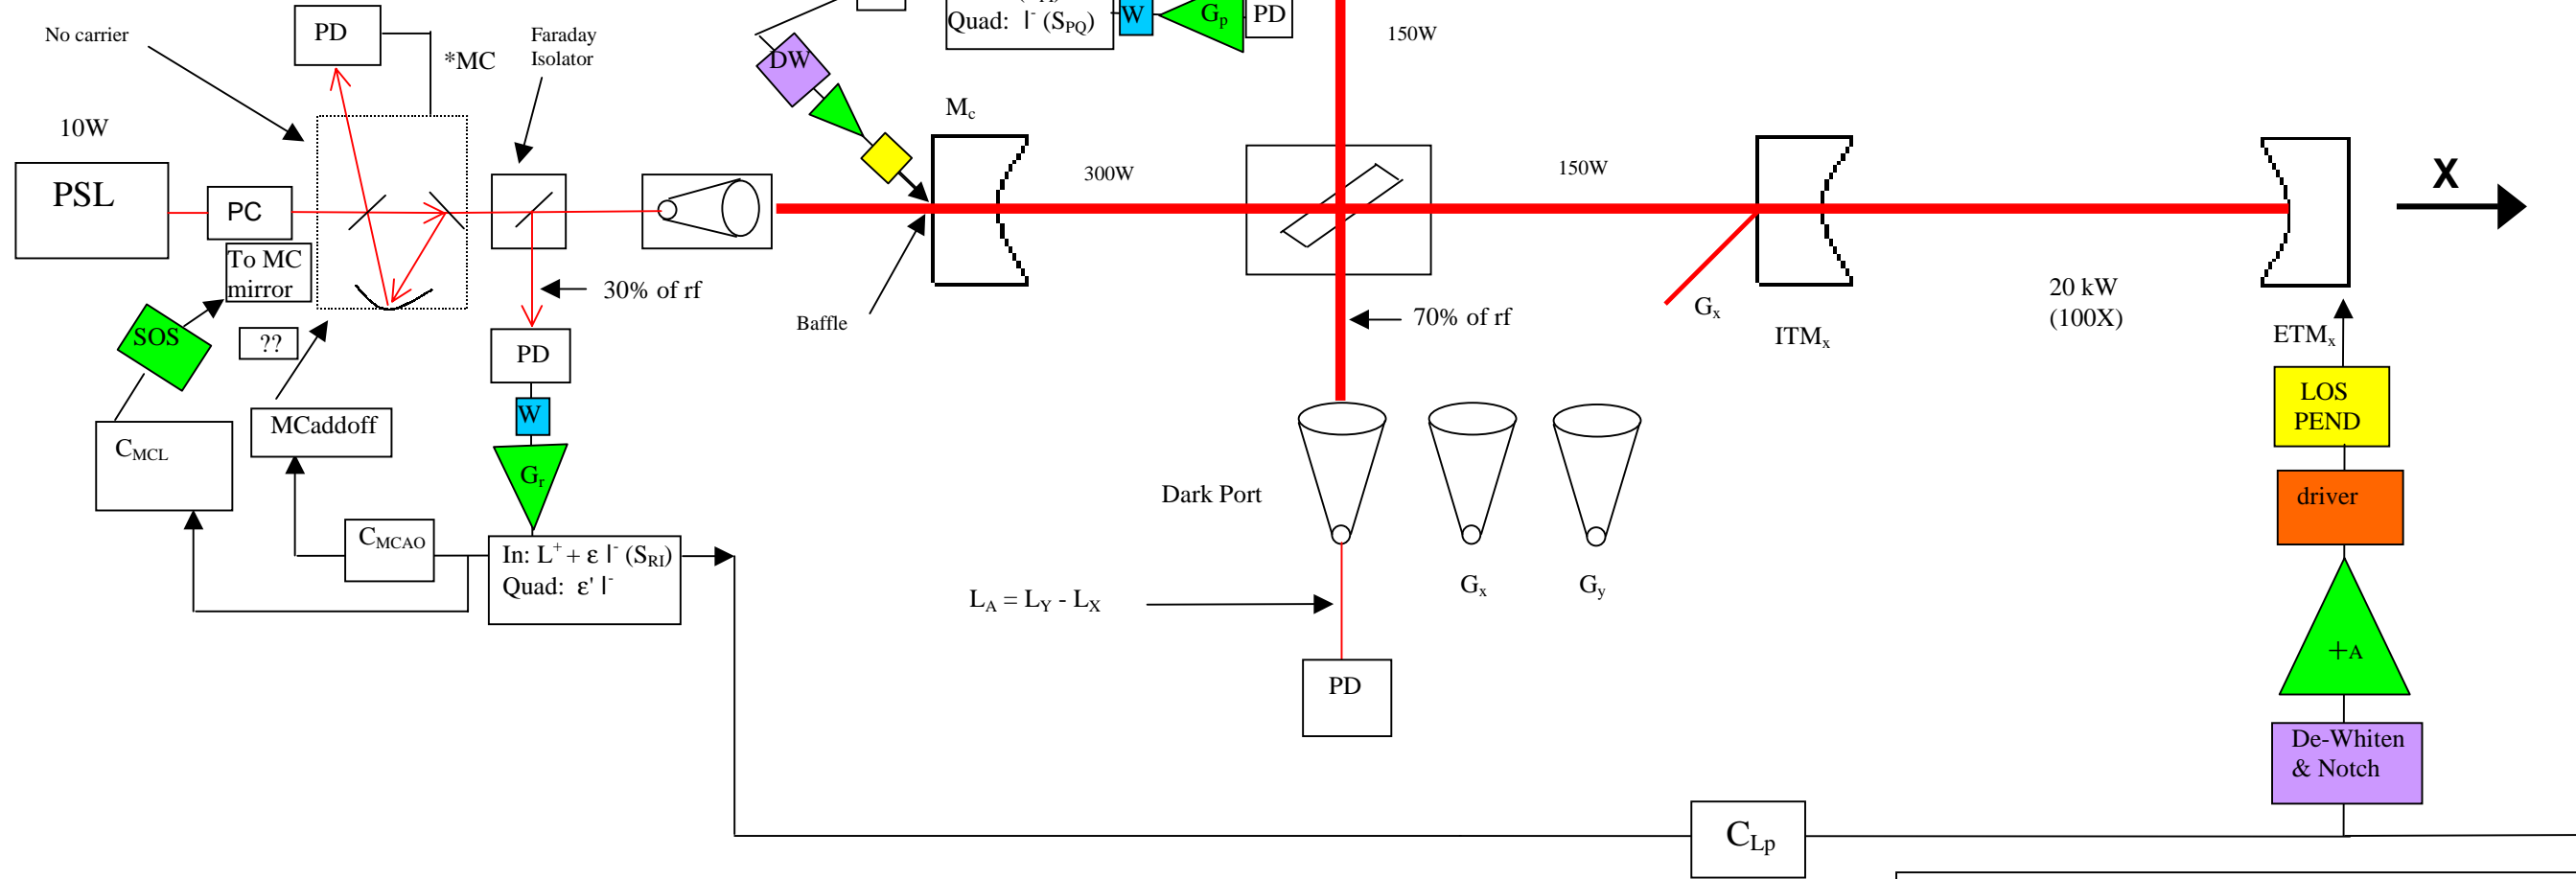 No carrier
PD
*MC
Faraday
Isolator
Quad: l⁻ (S_PQ)
W
G_p
PD
150W
DW
10W
M_c
PSL
PC
300W
150W
X
To MC
mirror
30% of rf
Baffle
70% of rf
G_x
ITM_x
20 kW
(100X)
ETM_x
SOS
??
PD
LOS
PEND
W
MCaddoff
C_MCL
G_r
Dark Port
driver
C_MCAO
In: L⁺ + ε l⁻ (S_RI)
Quad: ε' l⁻
G_x
G_y
L_A = L_Y - L_X
+A
PD
De-Whiten
& Notch
C_Lp